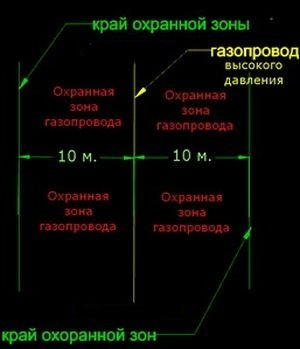 край охранной зоны
газопровод
высокого
давления
Охранная
зона
газопровода
Охранная
зона
газопровода
10 м.
10 м.
Охранная
зона
газопровода
Охранная
зона
газопровода
край охоранной зон